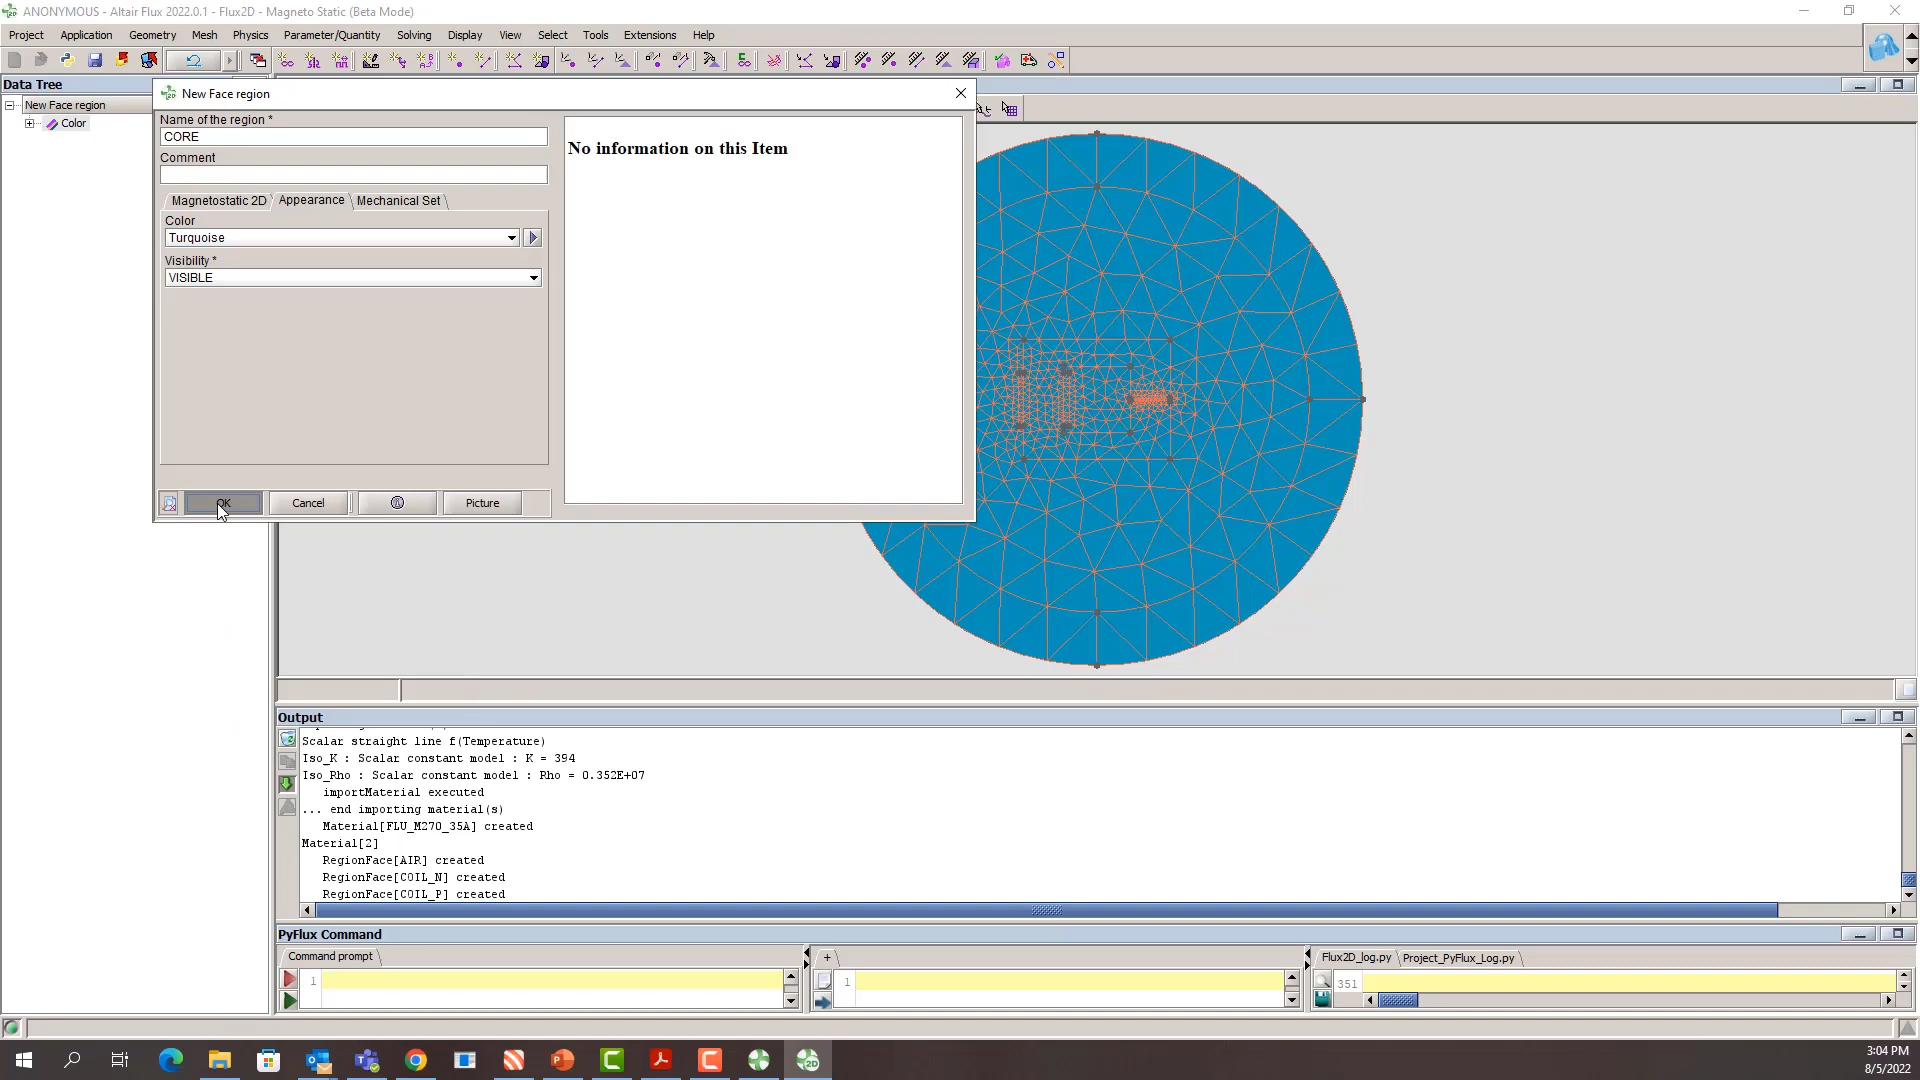 ANONYMOUS - Altair Flux 2022.0.1 - Flux2D - Magneto Static (Beta Mode)
Project Application Geometry Mesh Physics Parameter/Quantity Solving Display View Select Tools Extensions Help
Data Tree
New Face region
Color
New Face region
Name of the region *
CORE
Comment
Magnetostatic 2D Appearance Mechanical Set
Color
Turquoise
Visibility *
VISIBLE
OK Cancel Picture
No information on this Item
Output
Scalar straight line f(Temperature)
Iso_K : Scalar constant model : K = 394
Iso_Rho : Scalar constant model : Rho = 0.352E+07
importMaterial executed
... end importing material(s)
Material[FLU_M270_35A] created
Material[2]
RegionFace[AIR] created
RegionFace[COIL_N] created
RegionFace[COIL_P] created
PyFlux Command
Command prompt + Flux2D_log.py Project_PyFlux_Log.py
1 1 351
3:04 PM
8/5/2022